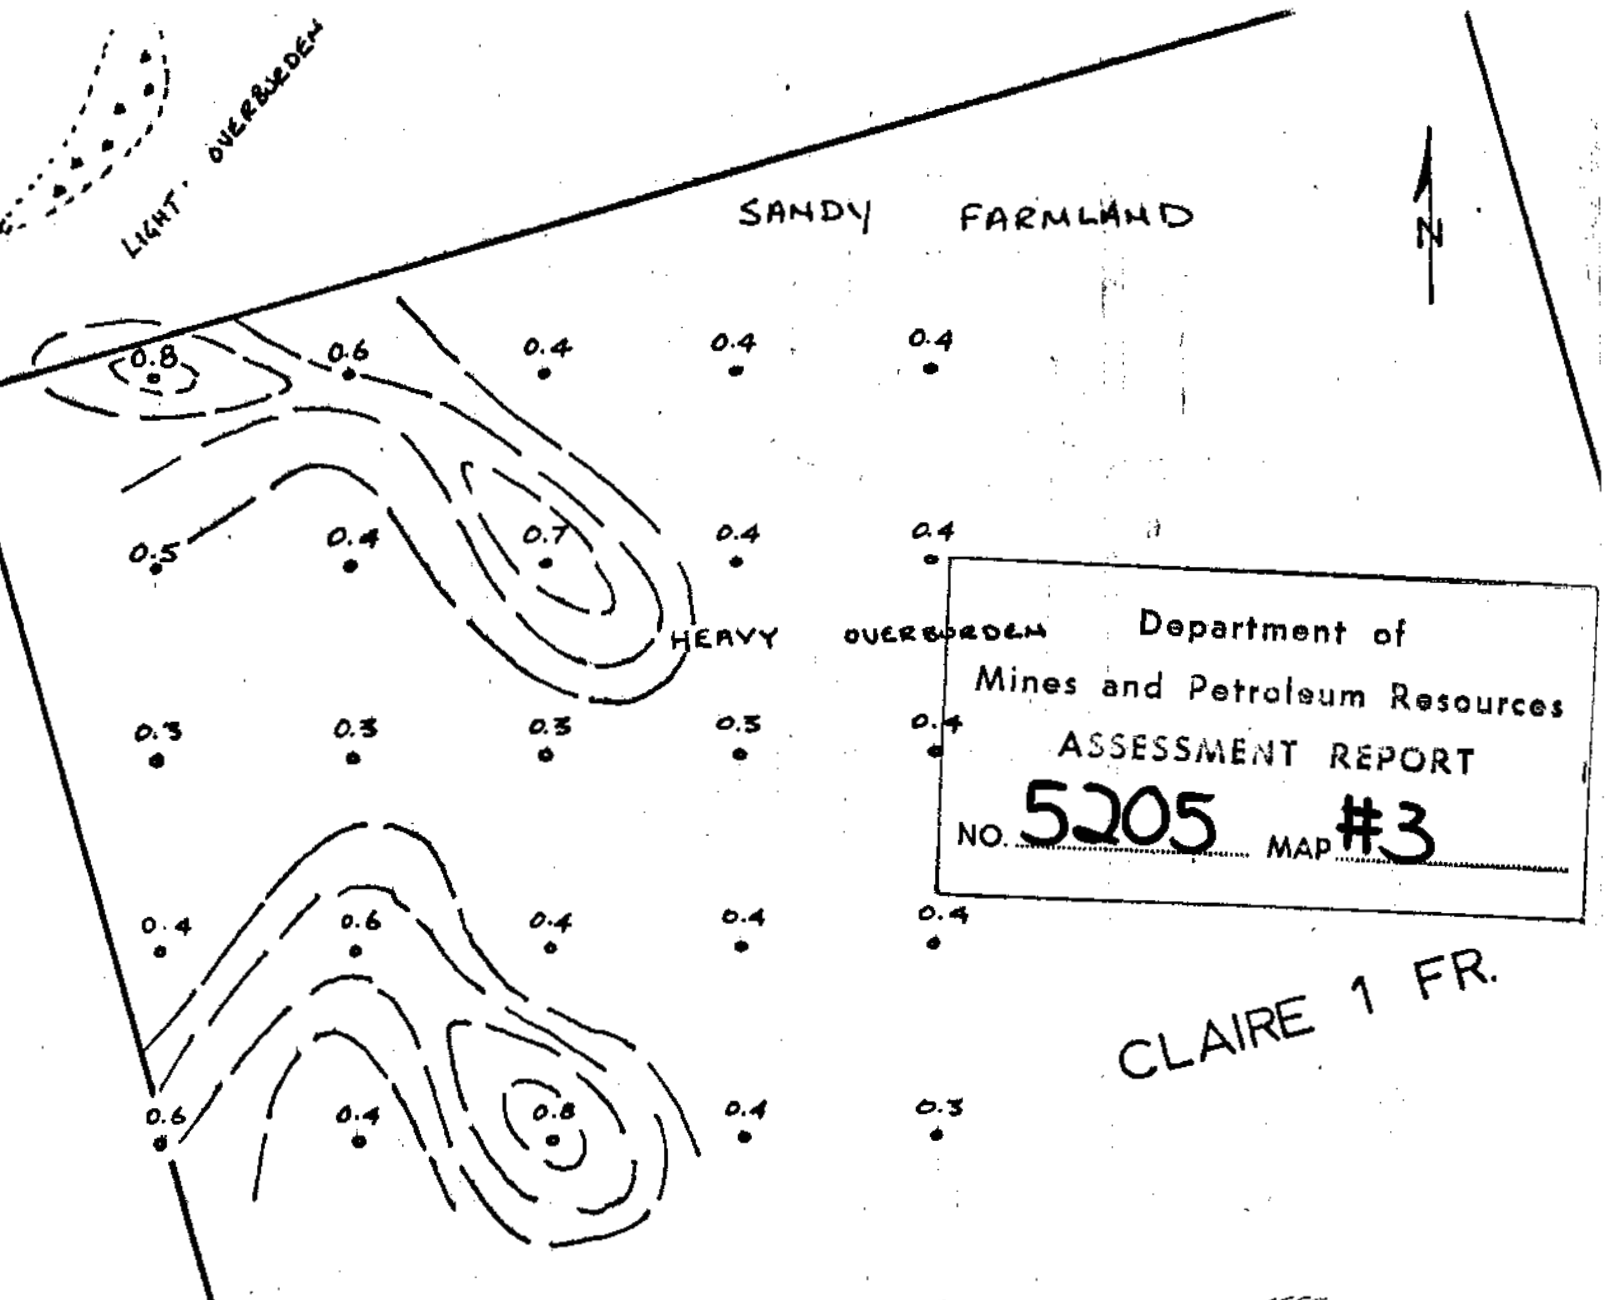 LIGHT OVERBURDEN
SANDY FARMLAND
N
0.8 0.6 0.4 0.4 0.4
0.5 0.4 0.7 0.4 0.4
HEAVY OVERBURDEN
0.3 0.3 0.3 0.3 0.4
Department of
Mines and Petroleum Resources
ASSESSMENT REPORT
NO. 5205 MAP #3
0.4 0.6 0.4 0.4 0.4
CLAIRE 1 FR.
0.6 0.4 0.8 0.4 0.3